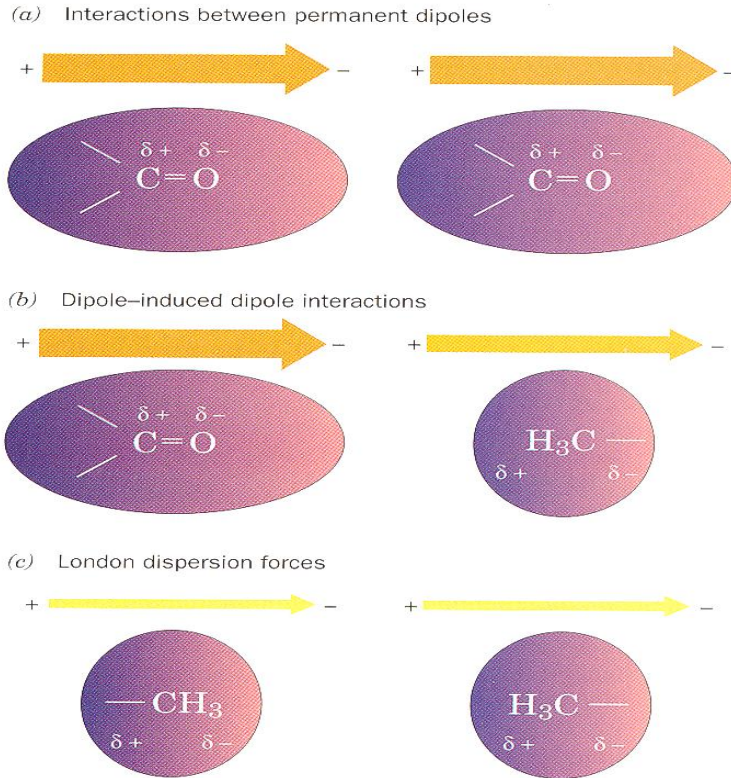 (a) Interactions between permanent dipoles
+ − + −
δ+ δ− δ+ δ−
C=O C=O
(b) Dipole–induced dipole interactions
+ − + −
δ+ δ−
C=O H₃C—
δ+ δ−
(c) London dispersion forces
+ − + −
—CH₃ H₃C—
δ+ δ− δ+ δ−